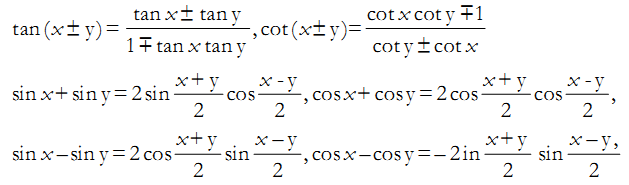 tan (x ± y) = (tan x ± tan y)/(1 ∓ tan x tan y), cot (x ± y) = (cot x cot y ∓ 1)/(cot y ± cot x)
sin x + sin y = 2 sin (x + y)/2 cos (x - y)/2, cos x + cos y = 2 cos (x + y)/2 cos (x - y)/2,
sin x − sin y = 2 cos (x + y)/2 sin (x − y)/2, cos x − cos y = − 2 in (x + y)/2 sin (x − y,)/2